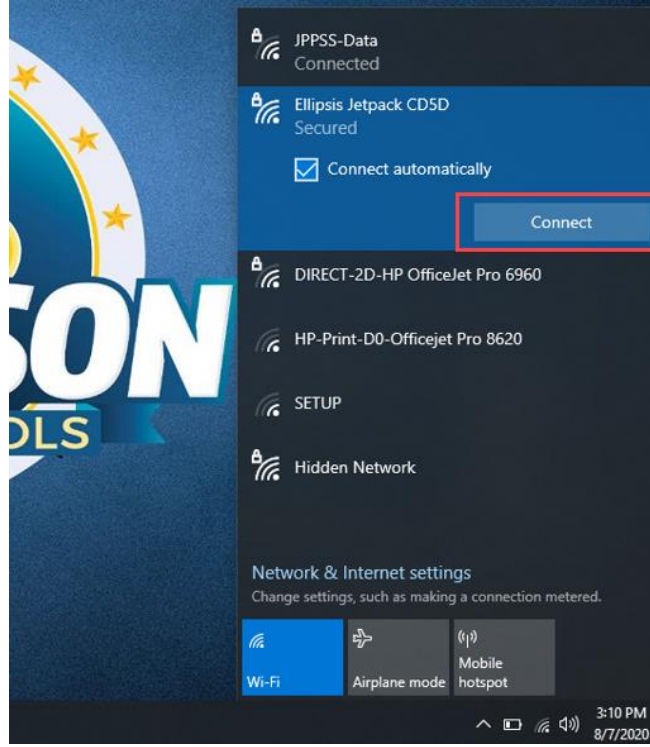 JPPSS-Data
Connected
Ellipsis Jetpack CD5D
Secured
Connect automatically
Connect
DIRECT-2D-HP OfficeJet Pro 6960
HP-Print-D0-Officejet Pro 8620
SETUP
Hidden Network
SON
OLS
Network & Internet settings
Change settings, such as making a connection metered.
Wi-Fi
Airplane mode
Mobile
hotspot
3:10 PM
8/7/2020